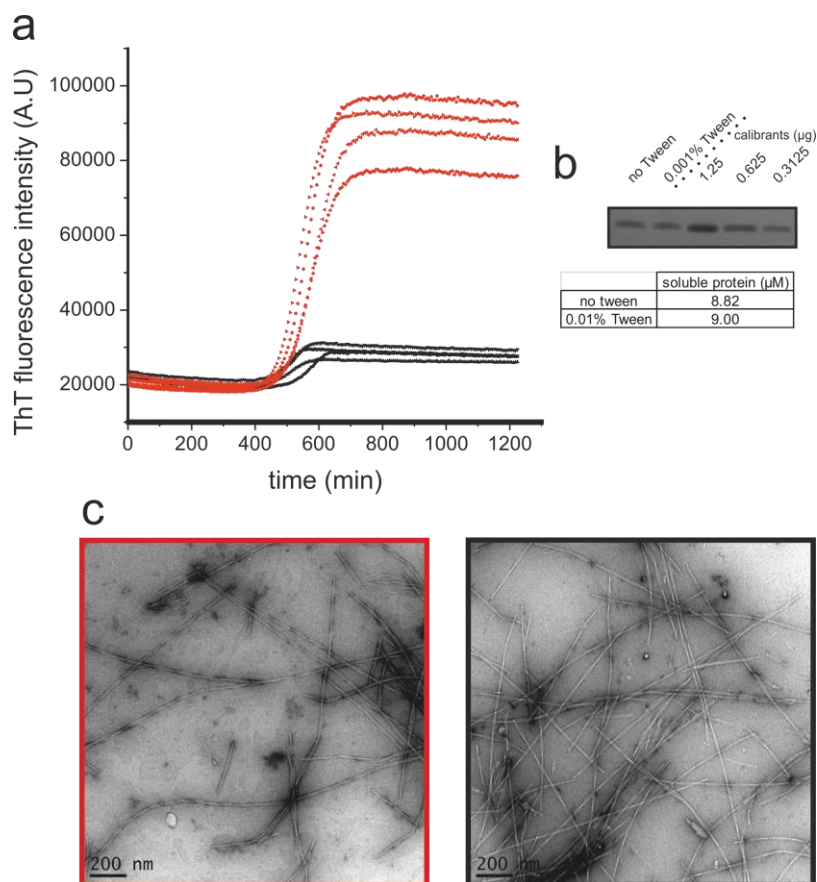 a
ThT fluorescence intensity (A.U)
100000
80000
60000
40000
20000
0 200 400 600 800 1000 1200
time (min)
b
no Tween
0.001% Tween
calibrants (µg)
1.25
0.625
0.3125
soluble protein (µM)
no tween 8.82
0.01% Tween 9.00
c
200 nm
200 nm